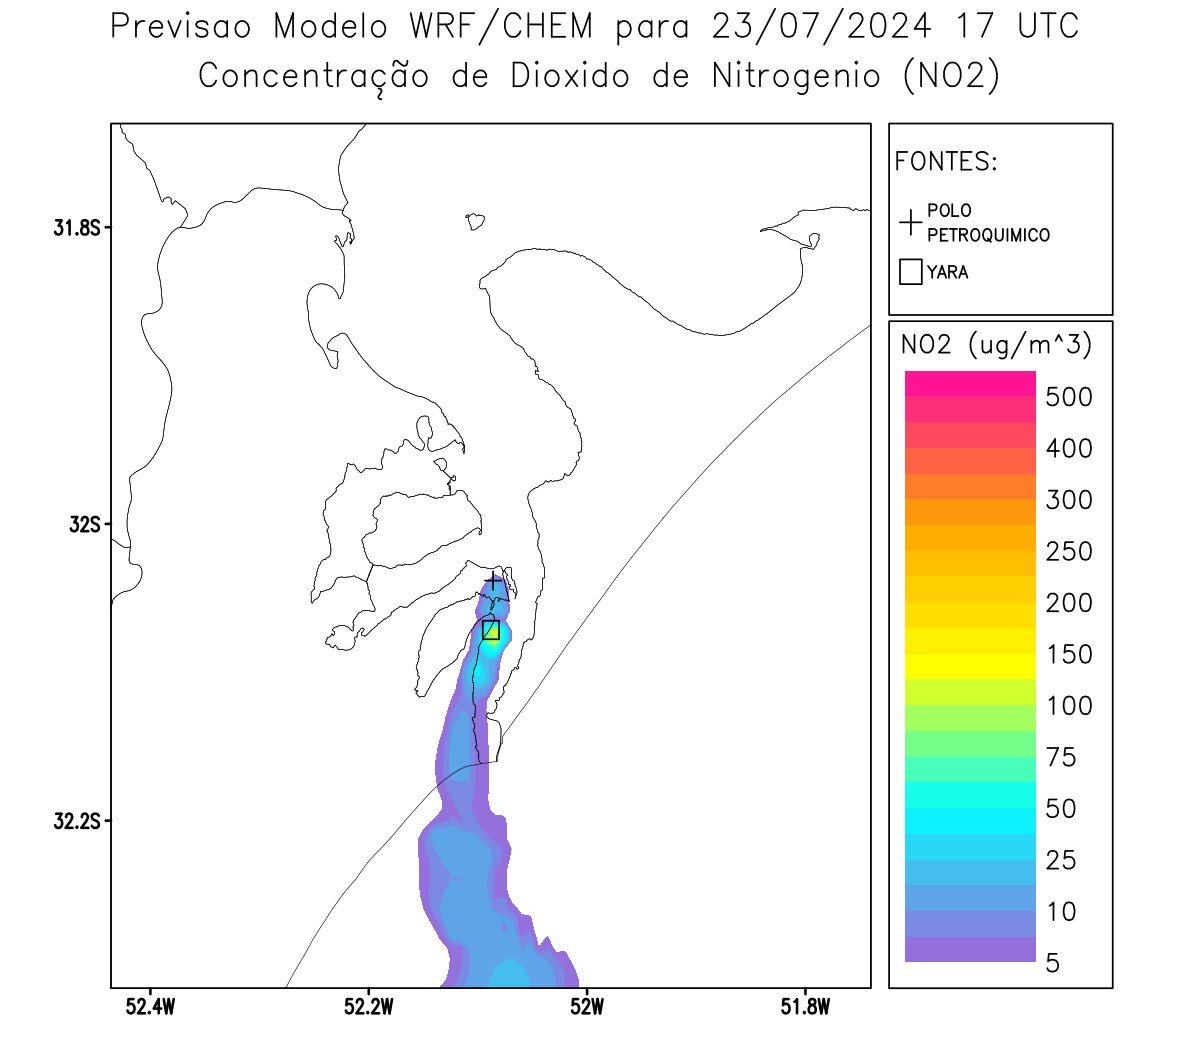 Previsao Modelo WRF/CHEM para 23/07/2024 17 UTC
Concentração de Dioxido de Nitrogenio (NO2)
FONTES:
POLO
PETROQUIMICO
YARA
NO2 (ug/m^3)
500
400
300
250
200
150
100
75
50
25
10
5
31.8S
32S
32.2S
52.4W
52.2W
52W
51.8W